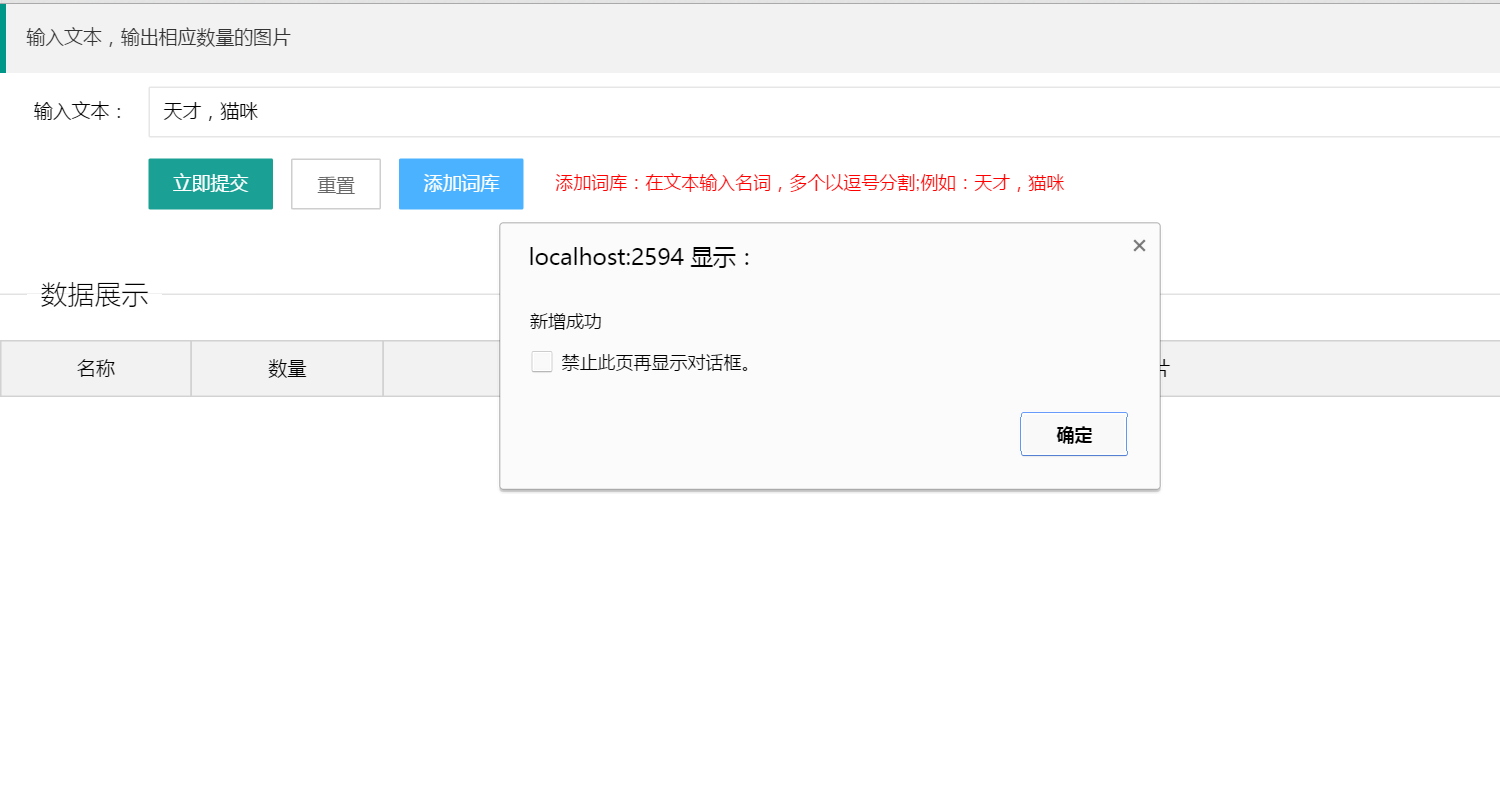 输入文本，输出相应数量的图片
输入文本：
天才，猫咪
立即提交 重置 添加词库 添加词库：在文本输入名词，多个以逗号分割;例如：天才，猫咪
localhost:2594 显示：
新增成功
禁止此页再显示对话框。
确定
数据展示
名称 数量 片